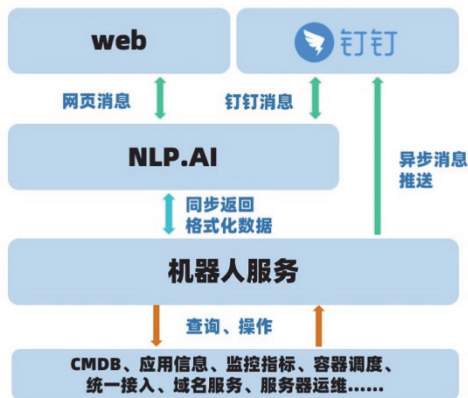 web
钉钉
网页消息
钉钉消息
NLP.AI
异步消息
推送
同步返回
格式化数据
机器人服务
查询、操作
CMDB、应用信息、监控指标、容器调度、
统一接入、域名服务、服务器运维......